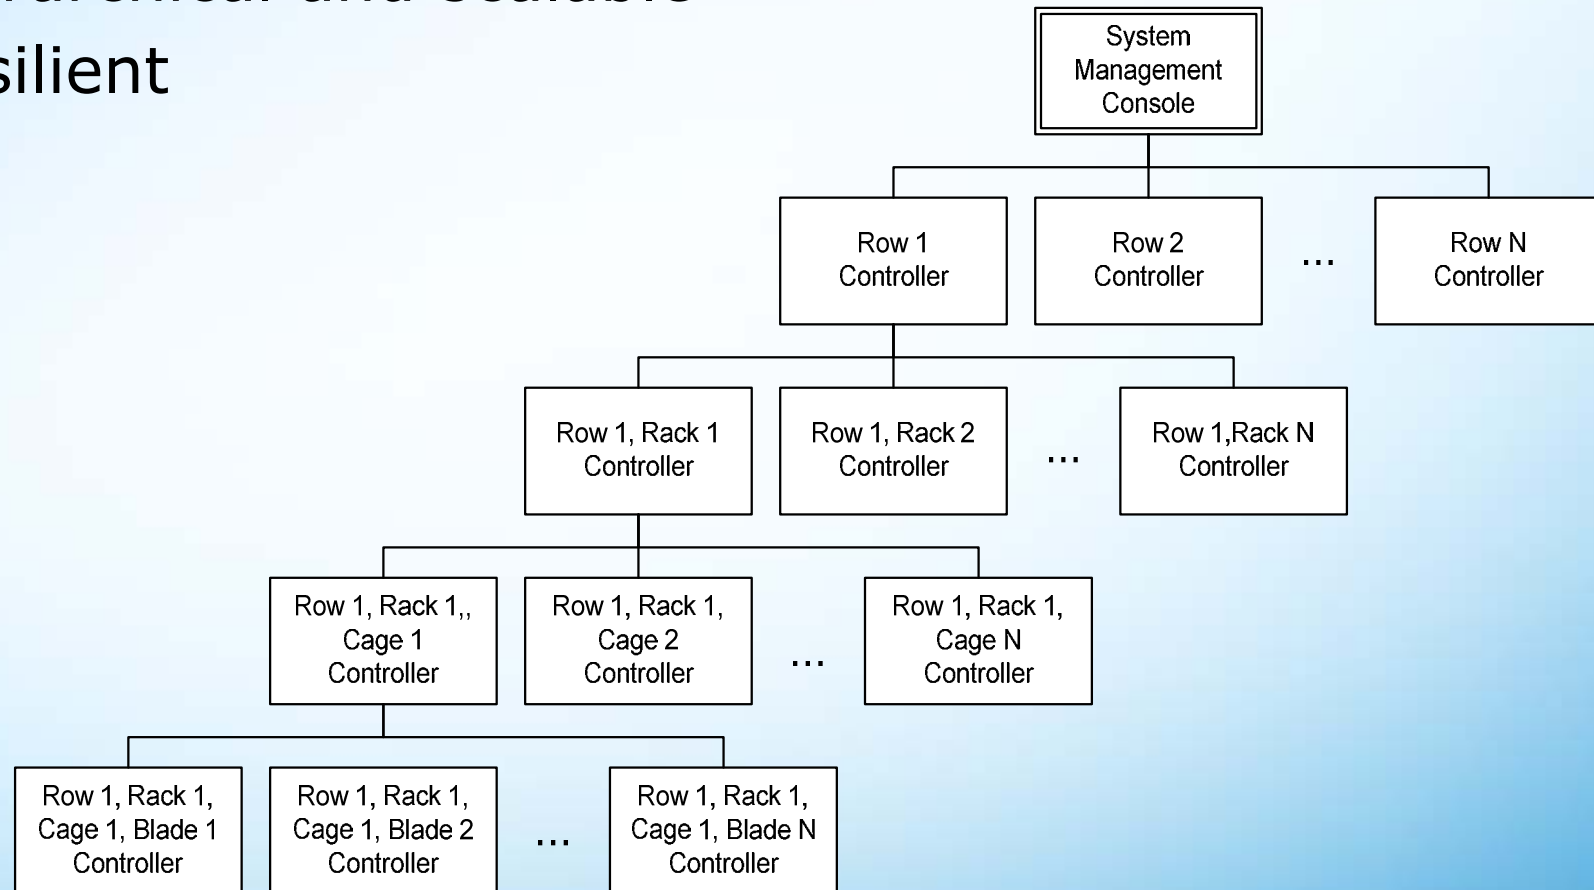 silient
System
Management
Console
Row 1
Controller
Row 2
Controller
...
Row N
Controller
Row 1, Rack 1
Controller
Row 1, Rack 2
Controller
...
Row 1,Rack N
Controller
Row 1, Rack 1,,
Cage 1
Controller
Row 1, Rack 1,
Cage 2
Controller
...
Row 1, Rack 1,
Cage N
Controller
Row 1, Rack 1,
Cage 1, Blade 1
Controller
Row 1, Rack 1,
Cage 1, Blade 2
Controller
...
Row 1, Rack 1,
Cage 1, Blade N
Controller